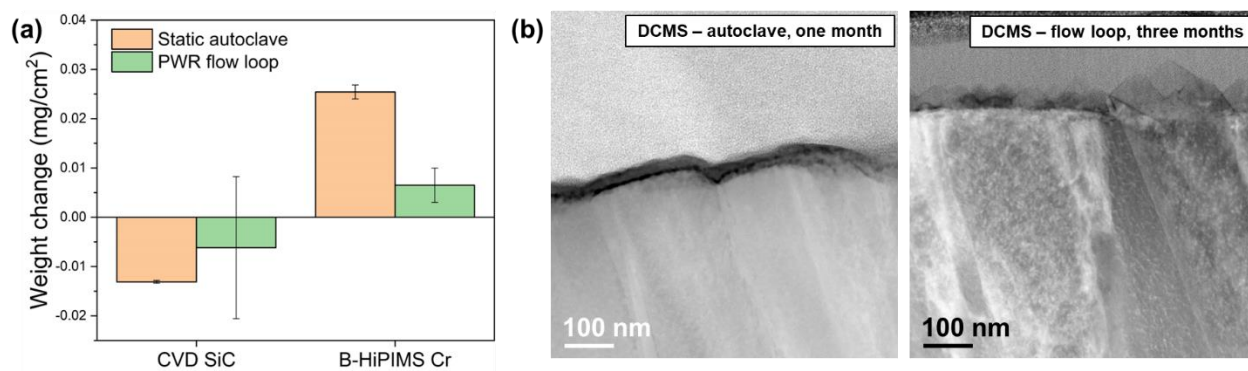 (a)
Static autoclave
PWR flow loop
Weight change (mg/cm²)
0.04
0.03
0.02
0.010
0.00
-0.01
-0.02
CVD SiC
B-HiPIMS Cr
(b)
DCMS – autoclave, one month
100 nm
DCMS – flow loop, three months
100 nm